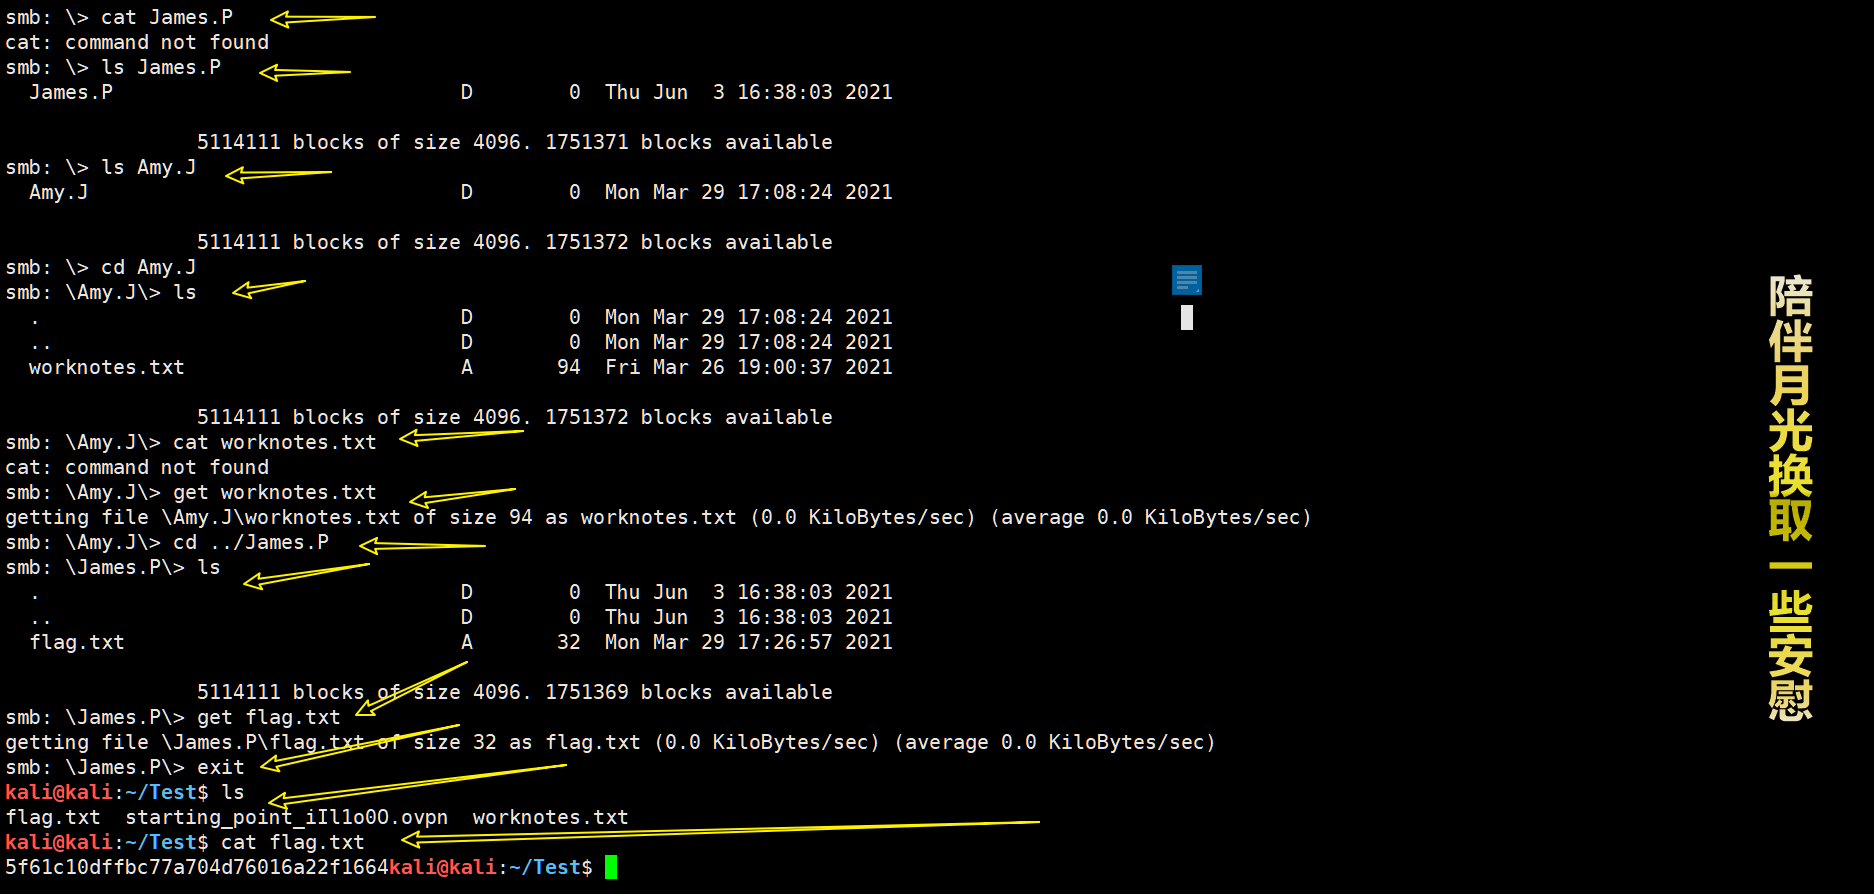 smb: \> cat James.P
cat: command not found
smb: \> ls James.P
  James.P                             D        0  Thu Jun  3 16:38:03 2021

                5114111 blocks of size 4096. 1751371 blocks available
smb: \> ls Amy.J
  Amy.J                               D        0  Mon Mar 29 17:08:24 2021

                5114111 blocks of size 4096. 1751372 blocks available
smb: \> cd Amy.J
smb: \Amy.J\> ls
  .                                   D        0  Mon Mar 29 17:08:24 2021
  ..                                  D        0  Mon Mar 29 17:08:24 2021
  worknotes.txt                       A       94  Fri Mar 26 19:00:37 2021

                5114111 blocks of size 4096. 1751372 blocks available
smb: \Amy.J\> cat worknotes.txt
cat: command not found
smb: \Amy.J\> get worknotes.txt
getting file \Amy.J\worknotes.txt of size 94 as worknotes.txt (0.0 KiloBytes/sec) (average 0.0 KiloBytes/sec)
smb: \Amy.J\> cd ../James.P
smb: \James.P\> ls
  .                                   D        0  Thu Jun  3 16:38:03 2021
  ..                                  D        0  Thu Jun  3 16:38:03 2021
  flag.txt                            A       32  Mon Mar 29 17:26:57 2021

                5114111 blocks of size 4096. 1751369 blocks available
smb: \James.P\> get flag.txt
getting file \James.P\flag.txt of size 32 as flag.txt (0.0 KiloBytes/sec) (average 0.0 KiloBytes/sec)
smb: \James.P\> exit
kali@kali:~/Test$ ls
flag.txt  starting_point_iIl1o0O.ovpn  worknotes.txt
kali@kali:~/Test$ cat flag.txt
5f61c10dffbc77a704d76016a22f1664kali@kali:~/Test$
陪伴月光换取一些安慰